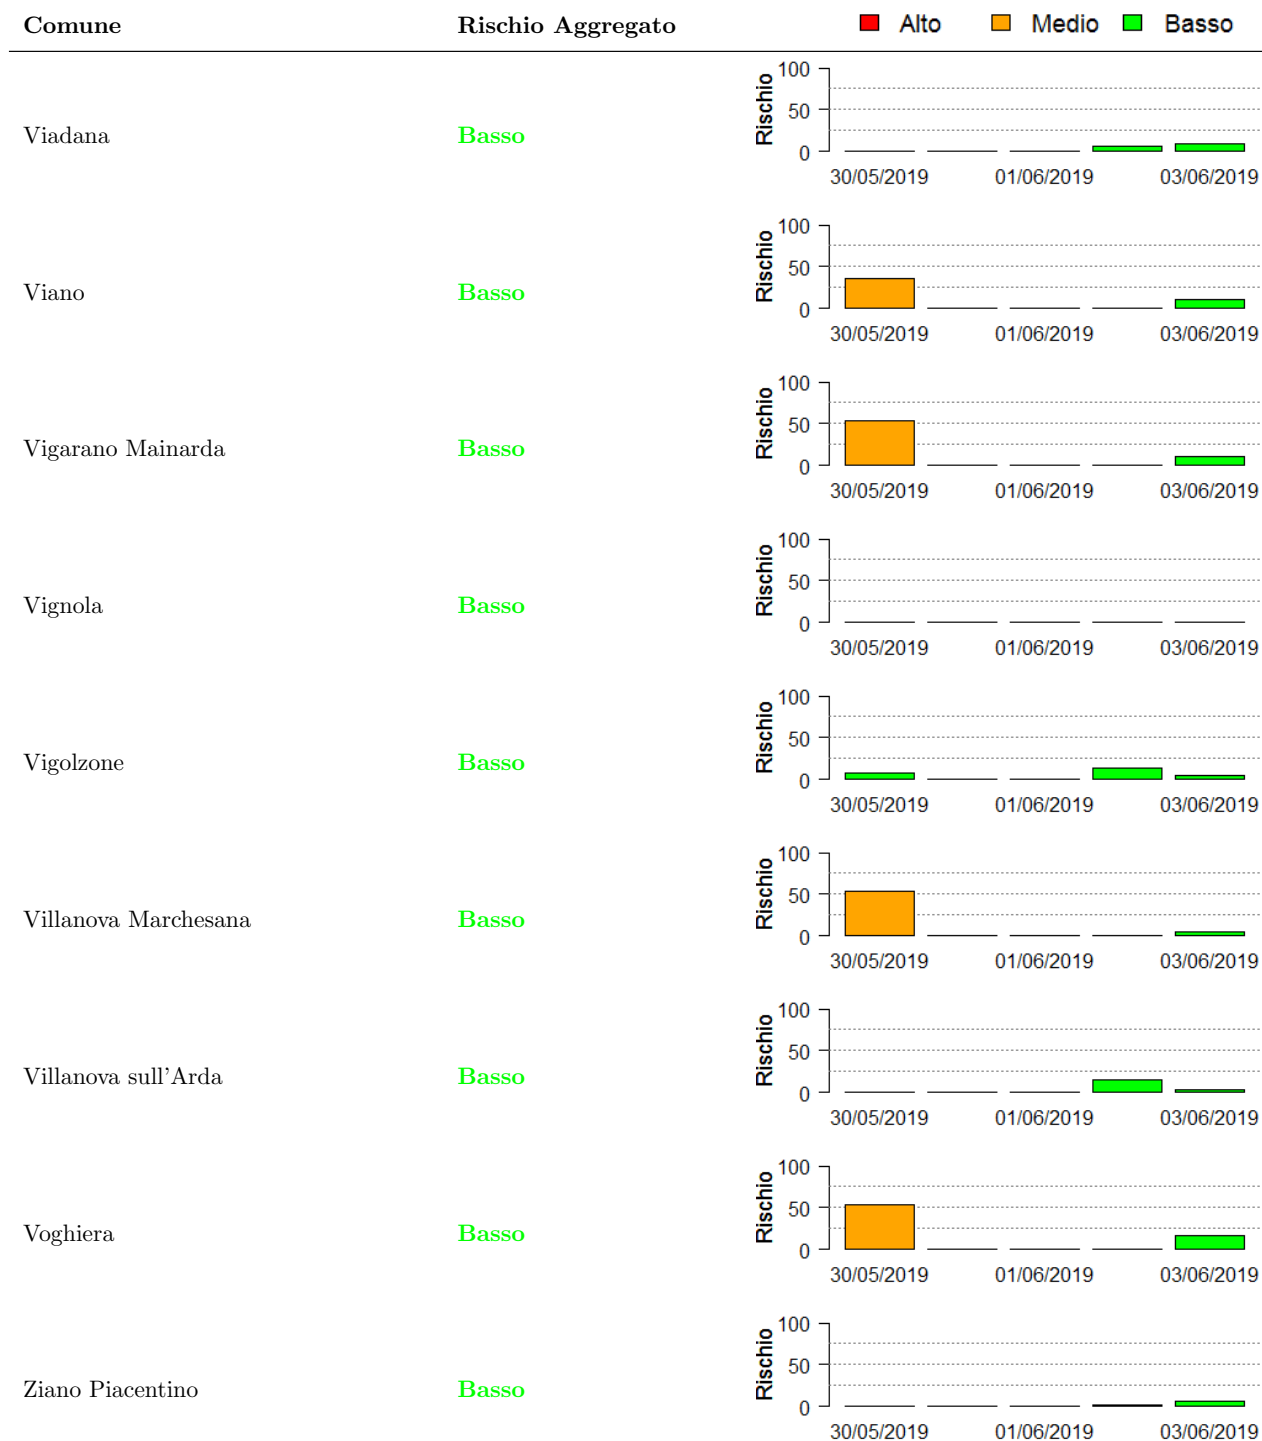 Comune Rischio Aggregato Alto Medio Basso
100
50
0
Rischio
Viadana Basso
30/05/2019 01/06/2019 03/06/2019
100
50
0
Rischio
Viano Basso
30/05/2019 01/06/2019 03/06/2019
100
50
0
Rischio
Vigarano Mainarda Basso
30/05/2019 01/06/2019 03/06/2019
100
50
0
Rischio
Vignola Basso
30/05/2019 01/06/2019 03/06/2019
100
50
0
Rischio
Vigolzone Basso
30/05/2019 01/06/2019 03/06/2019
100
50
0
Rischio
Villanova Marchesana Basso
30/05/2019 01/06/2019 03/06/2019
100
50
0
Rischio
Villanova sull'Arda Basso
30/05/2019 01/06/2019 03/06/2019
100
50
0
Rischio
Voghiera Basso
30/05/2019 01/06/2019 03/06/2019
100
50
0
Rischio
Ziano Piacentino Basso
30/05/2019 01/06/2019 03/06/2019